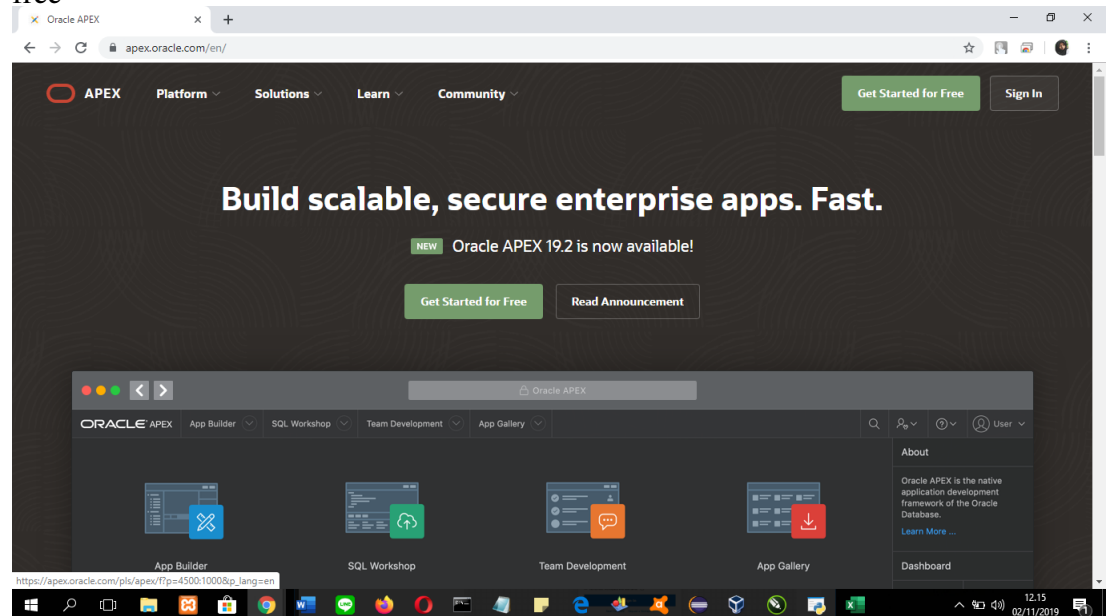 free
Oracle APEX
apex.oracle.com/en/
APEX Platform Solutions Learn Community Get Started for Free Sign In
Build scalable, secure enterprise apps. Fast.
NEW Oracle APEX 19.2 is now available!
Get Started for Free Read Announcement
Oracle APEX
ORACLE APEX App Builder SQL Workshop Team Development App Gallery User
About
Oracle APEX is the native
application development
framework of the Oracle
Database.
Learn More ...
App Builder SQL Workshop Team Development App Gallery Dashboard
https://apex.oracle.com/pls/apex/f?p=4500:1000&p_lang=en
12.15
02/11/2019